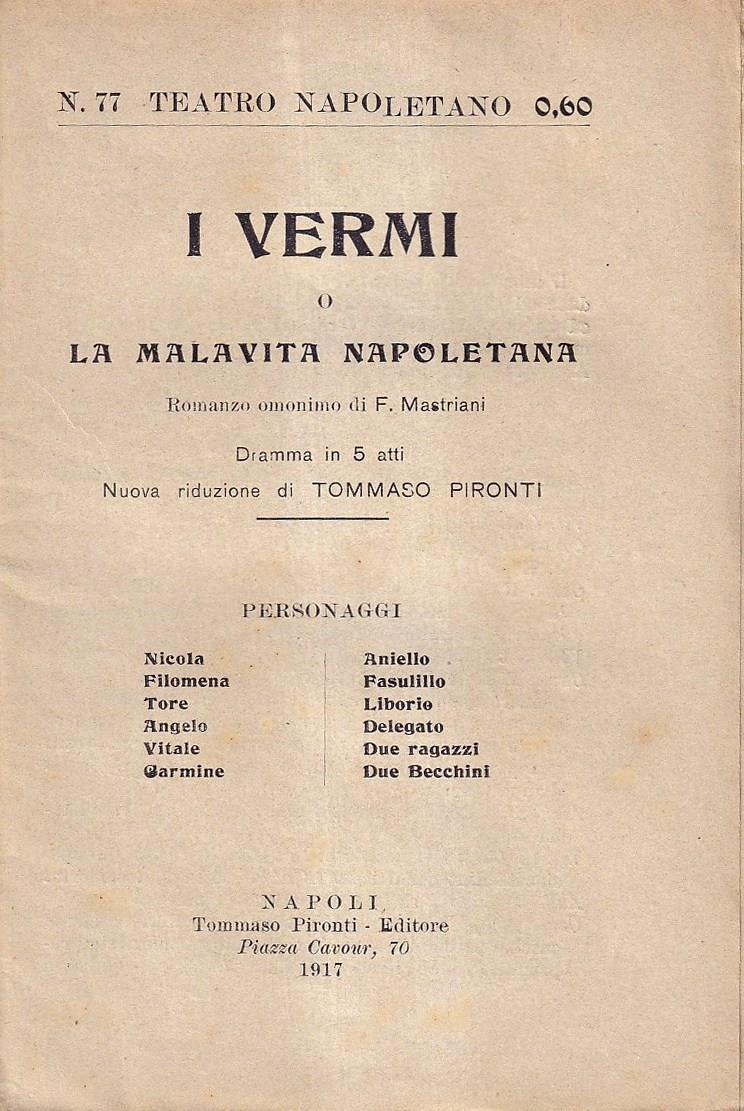 N. 77 TEATRO NAPOLETANO 0,60
I VERMI
O
LA MALAVITA NAPOLETANA
Romanzo omonimo di F. Mastriani
Dramma in 5 atti
Nuova riduzione di TOMMASO PIRONTI
PERSONAGGI
Nicola
Filomena
Tore
Angelo
Vitale
Carmine
Aniello
Fasulillo
Liborio
Delegato
Due ragazzi
Due Becchini
NAPOLI
Tommaso Pironti - Editore
Piazza Cavour, 70
1917